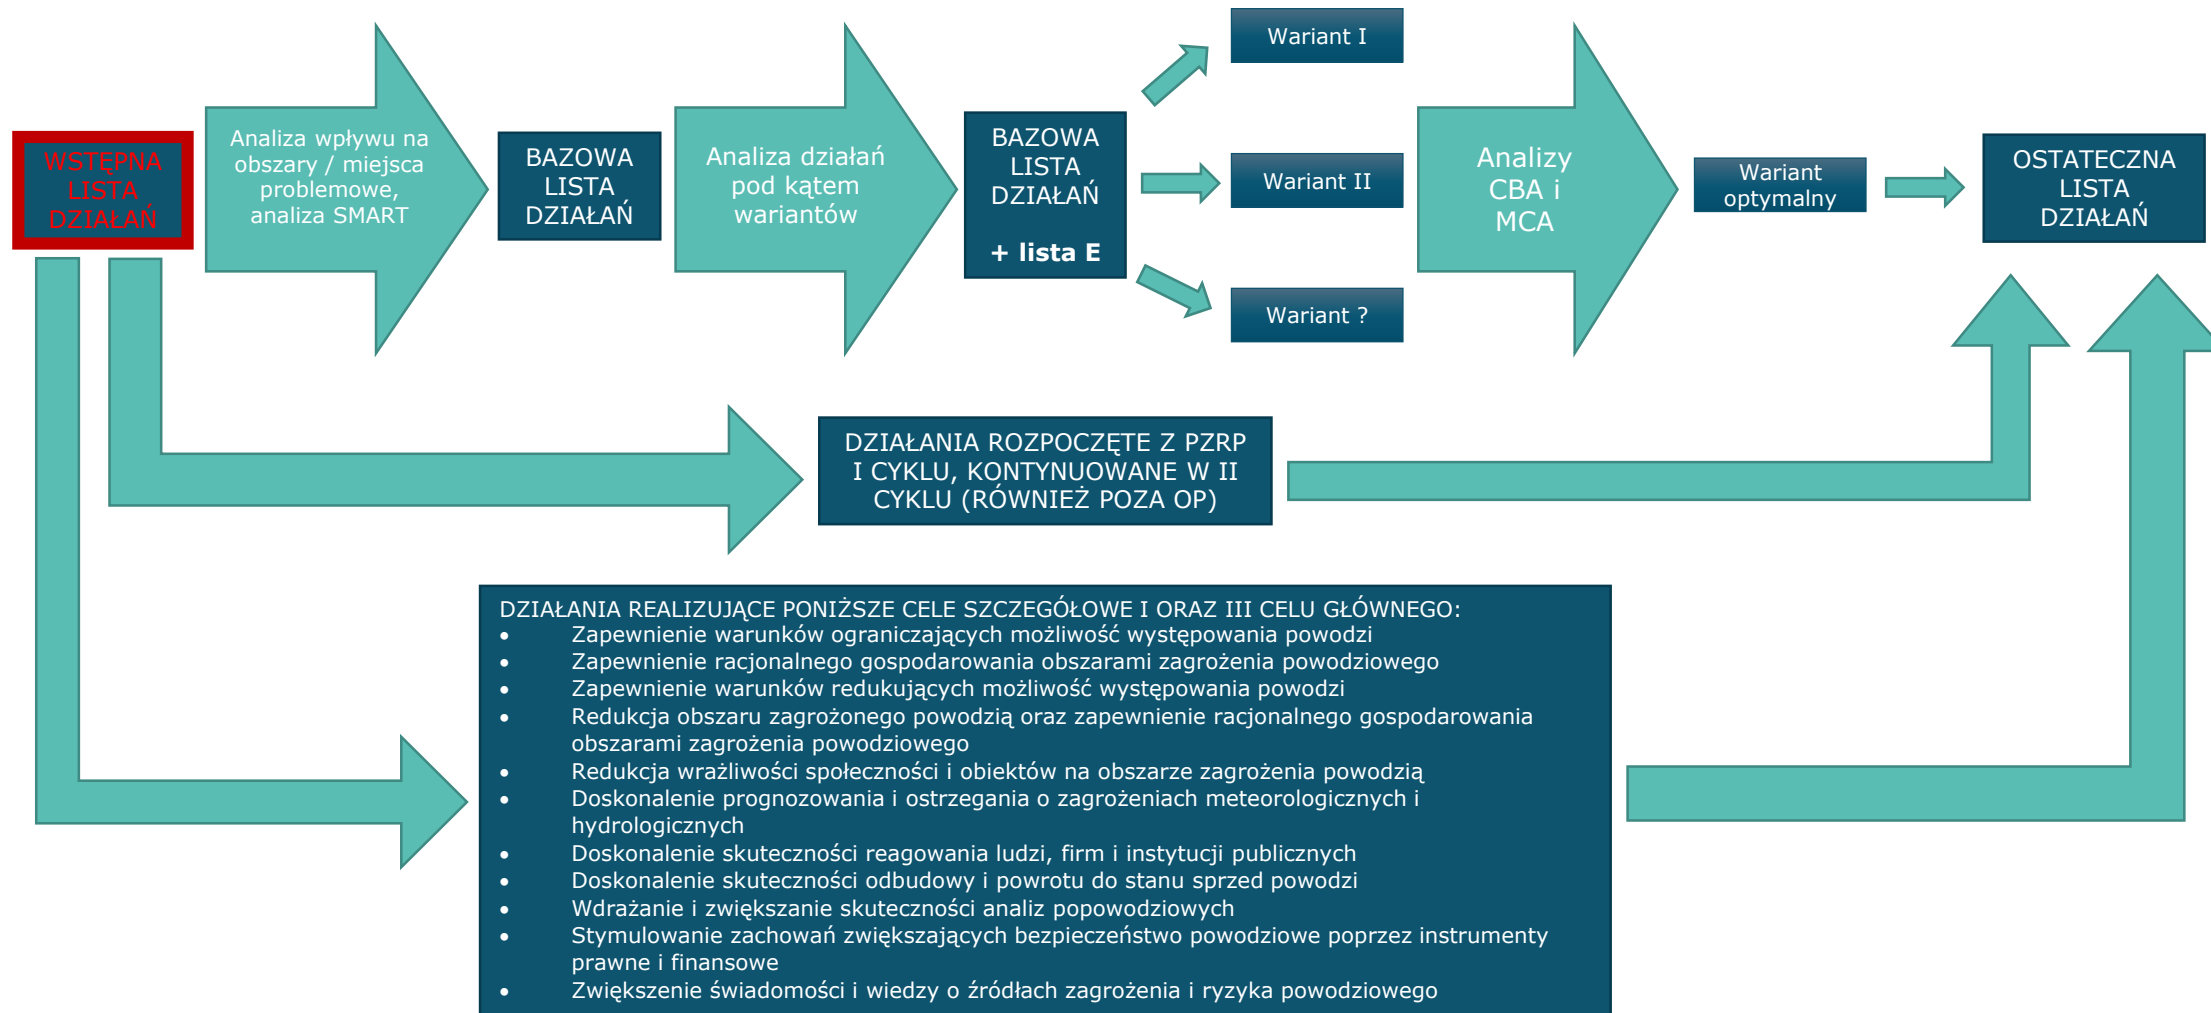 WSTĘPNA
LISTA
DZIAŁAŃ
Analiza wpływu na
obszary / miejsca
problemowe,
analiza SMART
BAZOWA
LISTA
DZIAŁAŃ
Analiza działań
pod kątem
wariantów
BAZOWA
LISTA
DZIAŁAŃ
+ lista E
Wariant I
Wariant II
Wariant ?
Analizy
CBA i
MCA
Wariant
optymalny
OSTATECZNA
LISTA
DZIAŁAŃ
DZIAŁANIA ROZPOCZĘTE Z PZRP
I CYKLU, KONTYNUOWANE W II
CYKLU (RÓWNIEŻ POZA OP)
DZIAŁANIA REALIZUJĄCE PONIŻSZE CELE SZCZEGÓŁOWE I ORAZ III CELU GŁÓWNEGO:
• Zapewnienie warunków ograniczających możliwość występowania powodzi
• Zapewnienie racjonalnego gospodarowania obszarami zagrożenia powodziowego
• Zapewnienie warunków redukujących możliwość występowania powodzi
• Redukcja obszaru zagrożonego powodzią oraz zapewnienie racjonalnego gospodarowania
obszarami zagrożenia powodziowego
• Redukcja wrażliwości społeczności i obiektów na obszarze zagrożenia powodzią
• Doskonalenie prognozowania i ostrzegania o zagrożeniach meteorologicznych i
hydrologicznych
• Doskonalenie skuteczności reagowania ludzi, firm i instytucji publicznych
• Doskonalenie skuteczności odbudowy i powrotu do stanu sprzed powodzi
• Wdrażanie i zwiększanie skuteczności analiz popowodziowych
• Stymulowanie zachowań zwiększających bezpieczeństwo powodziowe poprzez instrumenty
prawne i finansowe
• Zwiększenie świadomości i wiedzy o źródłach zagrożenia i ryzyka powodziowego